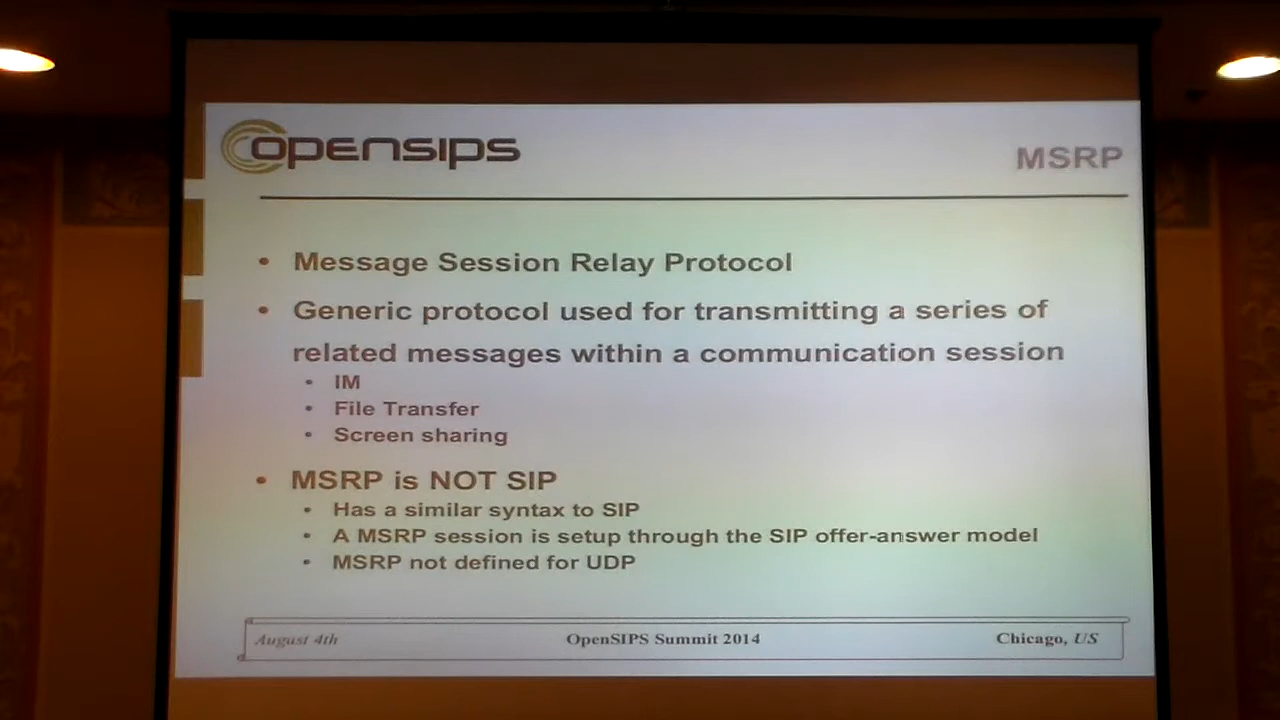 opensips
MSRP
• Message Session Relay Protocol
• Generic protocol used for transmitting a series of
related messages within a communication session
• IM
• File Transfer
• Screen sharing
• MSRP is NOT SIP
• Has a similar syntax to SIP
• A MSRP session is setup through the SIP offer-answer model
• MSRP not defined for UDP
August 4th OpenSIPS Summit 2014 Chicago, US